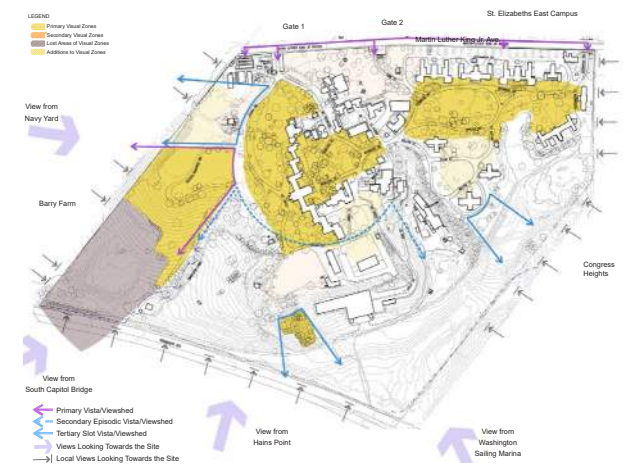 LEGEND
Primary Visual Zones
Secondary Visual Zones
Lost Areas of Visual Zones
Additions to Visual Zones
St. Elizabeths East Campus
Gate 1
Gate 2
Martin Luther King Jr. Ave.
View from
Navy Yard
Barry Farm
Congress
Heights
View from
South Capitol Bridge
View from
Hains Point
View from
Washington
Sailing Marina
Primary Vista/Viewshed
Secondary Episodic Vista/Viewshed
Tertiary Slot Vista/Viewshed
Views Looking Towards the Site
Local Views Looking Towards the Site